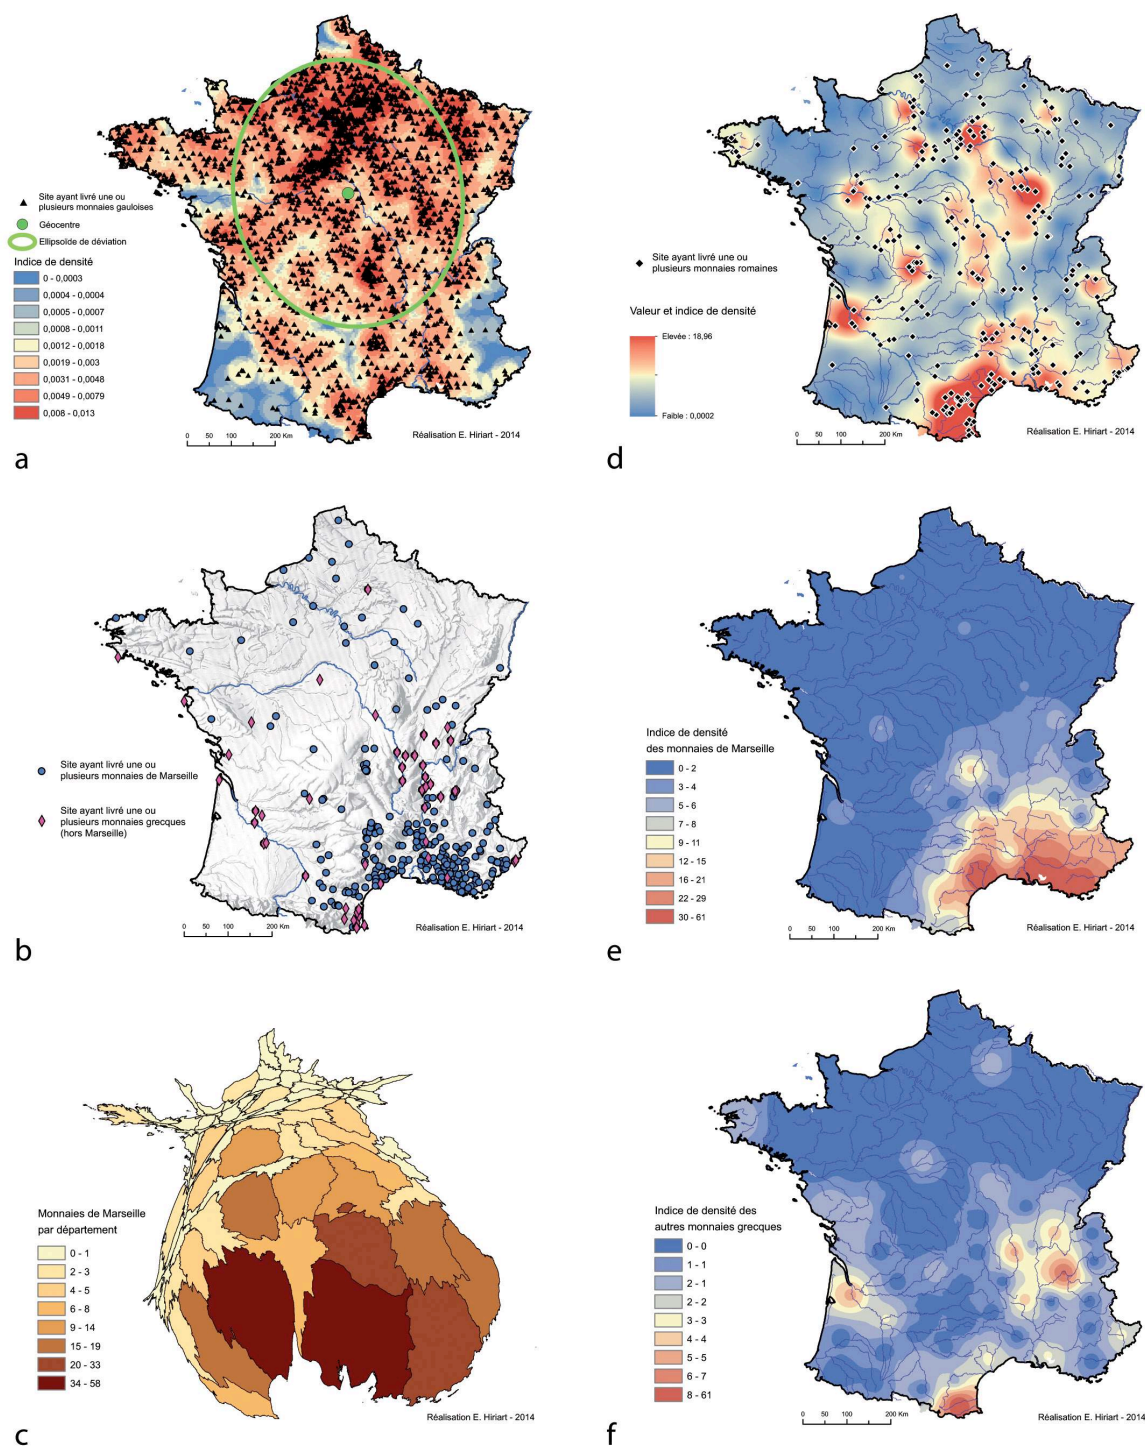 Site ayant livré une ou
plusieurs monnaies gauloises
Géocentre
Ellipsoïde de déviation
Indice de densité
0 - 0,0003
0,0004 - 0,0004
0,0005 - 0,0007
0,0008 - 0,0011
0,0012 - 0,0018
0,0019 - 0,003
0,0031 - 0,0048
0,0049 - 0,0079
0,008 - 0,013
0 50 100 200 Km
Réalisation E. Hiriart - 2014
a
Site ayant livré une ou
plusieurs monnaies romaines
Valeur et indice de densité
Elevée : 18,96
Faible : 0,0002
0 50 100 200 Km
Réalisation E. Hiriart - 2014
d
Site ayant livré une ou
plusieurs monnaies de Marseille
Site ayant livré une ou
plusieurs monnaies grecques
(hors Marseille)
0 50 100 200 Km
Réalisation E. Hiriart - 2014
b
Indice de densité
des monnaies de Marseille
0 - 2
3 - 4
5 - 6
7 - 8
9 - 11
12 - 15
16 - 21
22 - 29
30 - 61
0 50 100 200 Km
Réalisation E. Hiriart - 2014
e
Monnaies de Marseille
par département
0 - 1
2 - 3
4 - 5
6 - 8
9 - 14
15 - 19
20 - 33
34 - 58
Réalisation E. Hiriart - 2014
c
Indice de densité des
autres monnaies grecques
0 - 0
1 - 1
2 - 1
2 - 2
3 - 3
4 - 4
5 - 5
6 - 7
8 - 61
0 50 100 200 Km
Réalisation E. Hiriart - 2014
f